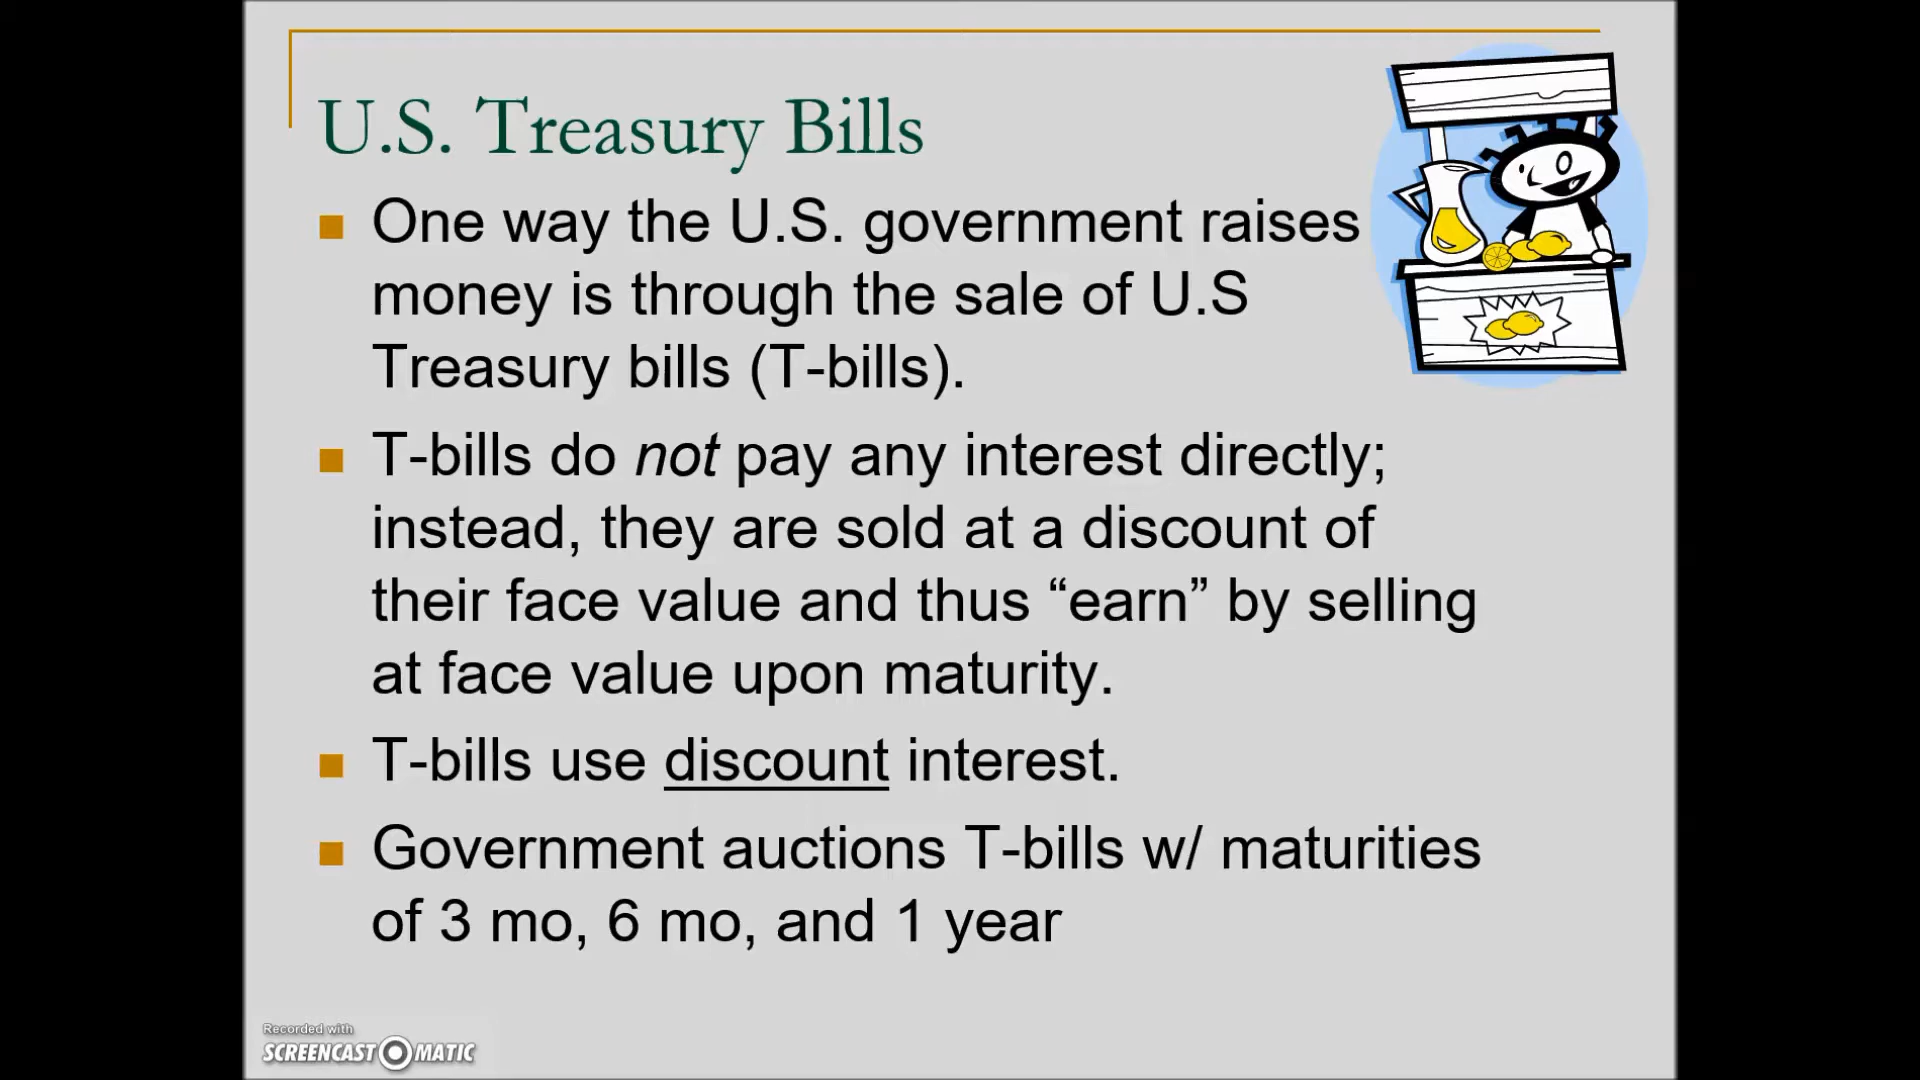 U.S. Treasury Bills
One way the U.S. government raises
money is through the sale of U.S
Treasury bills (T-bills).
T-bills do not pay any interest directly;
instead, they are sold at a discount of
their face value and thus “earn” by selling
at face value upon maturity.
T-bills use discount interest.
Government auctions T-bills w/ maturities
of 3 mo, 6 mo, and 1 year
Recorded with
SCREENCAST MATIC